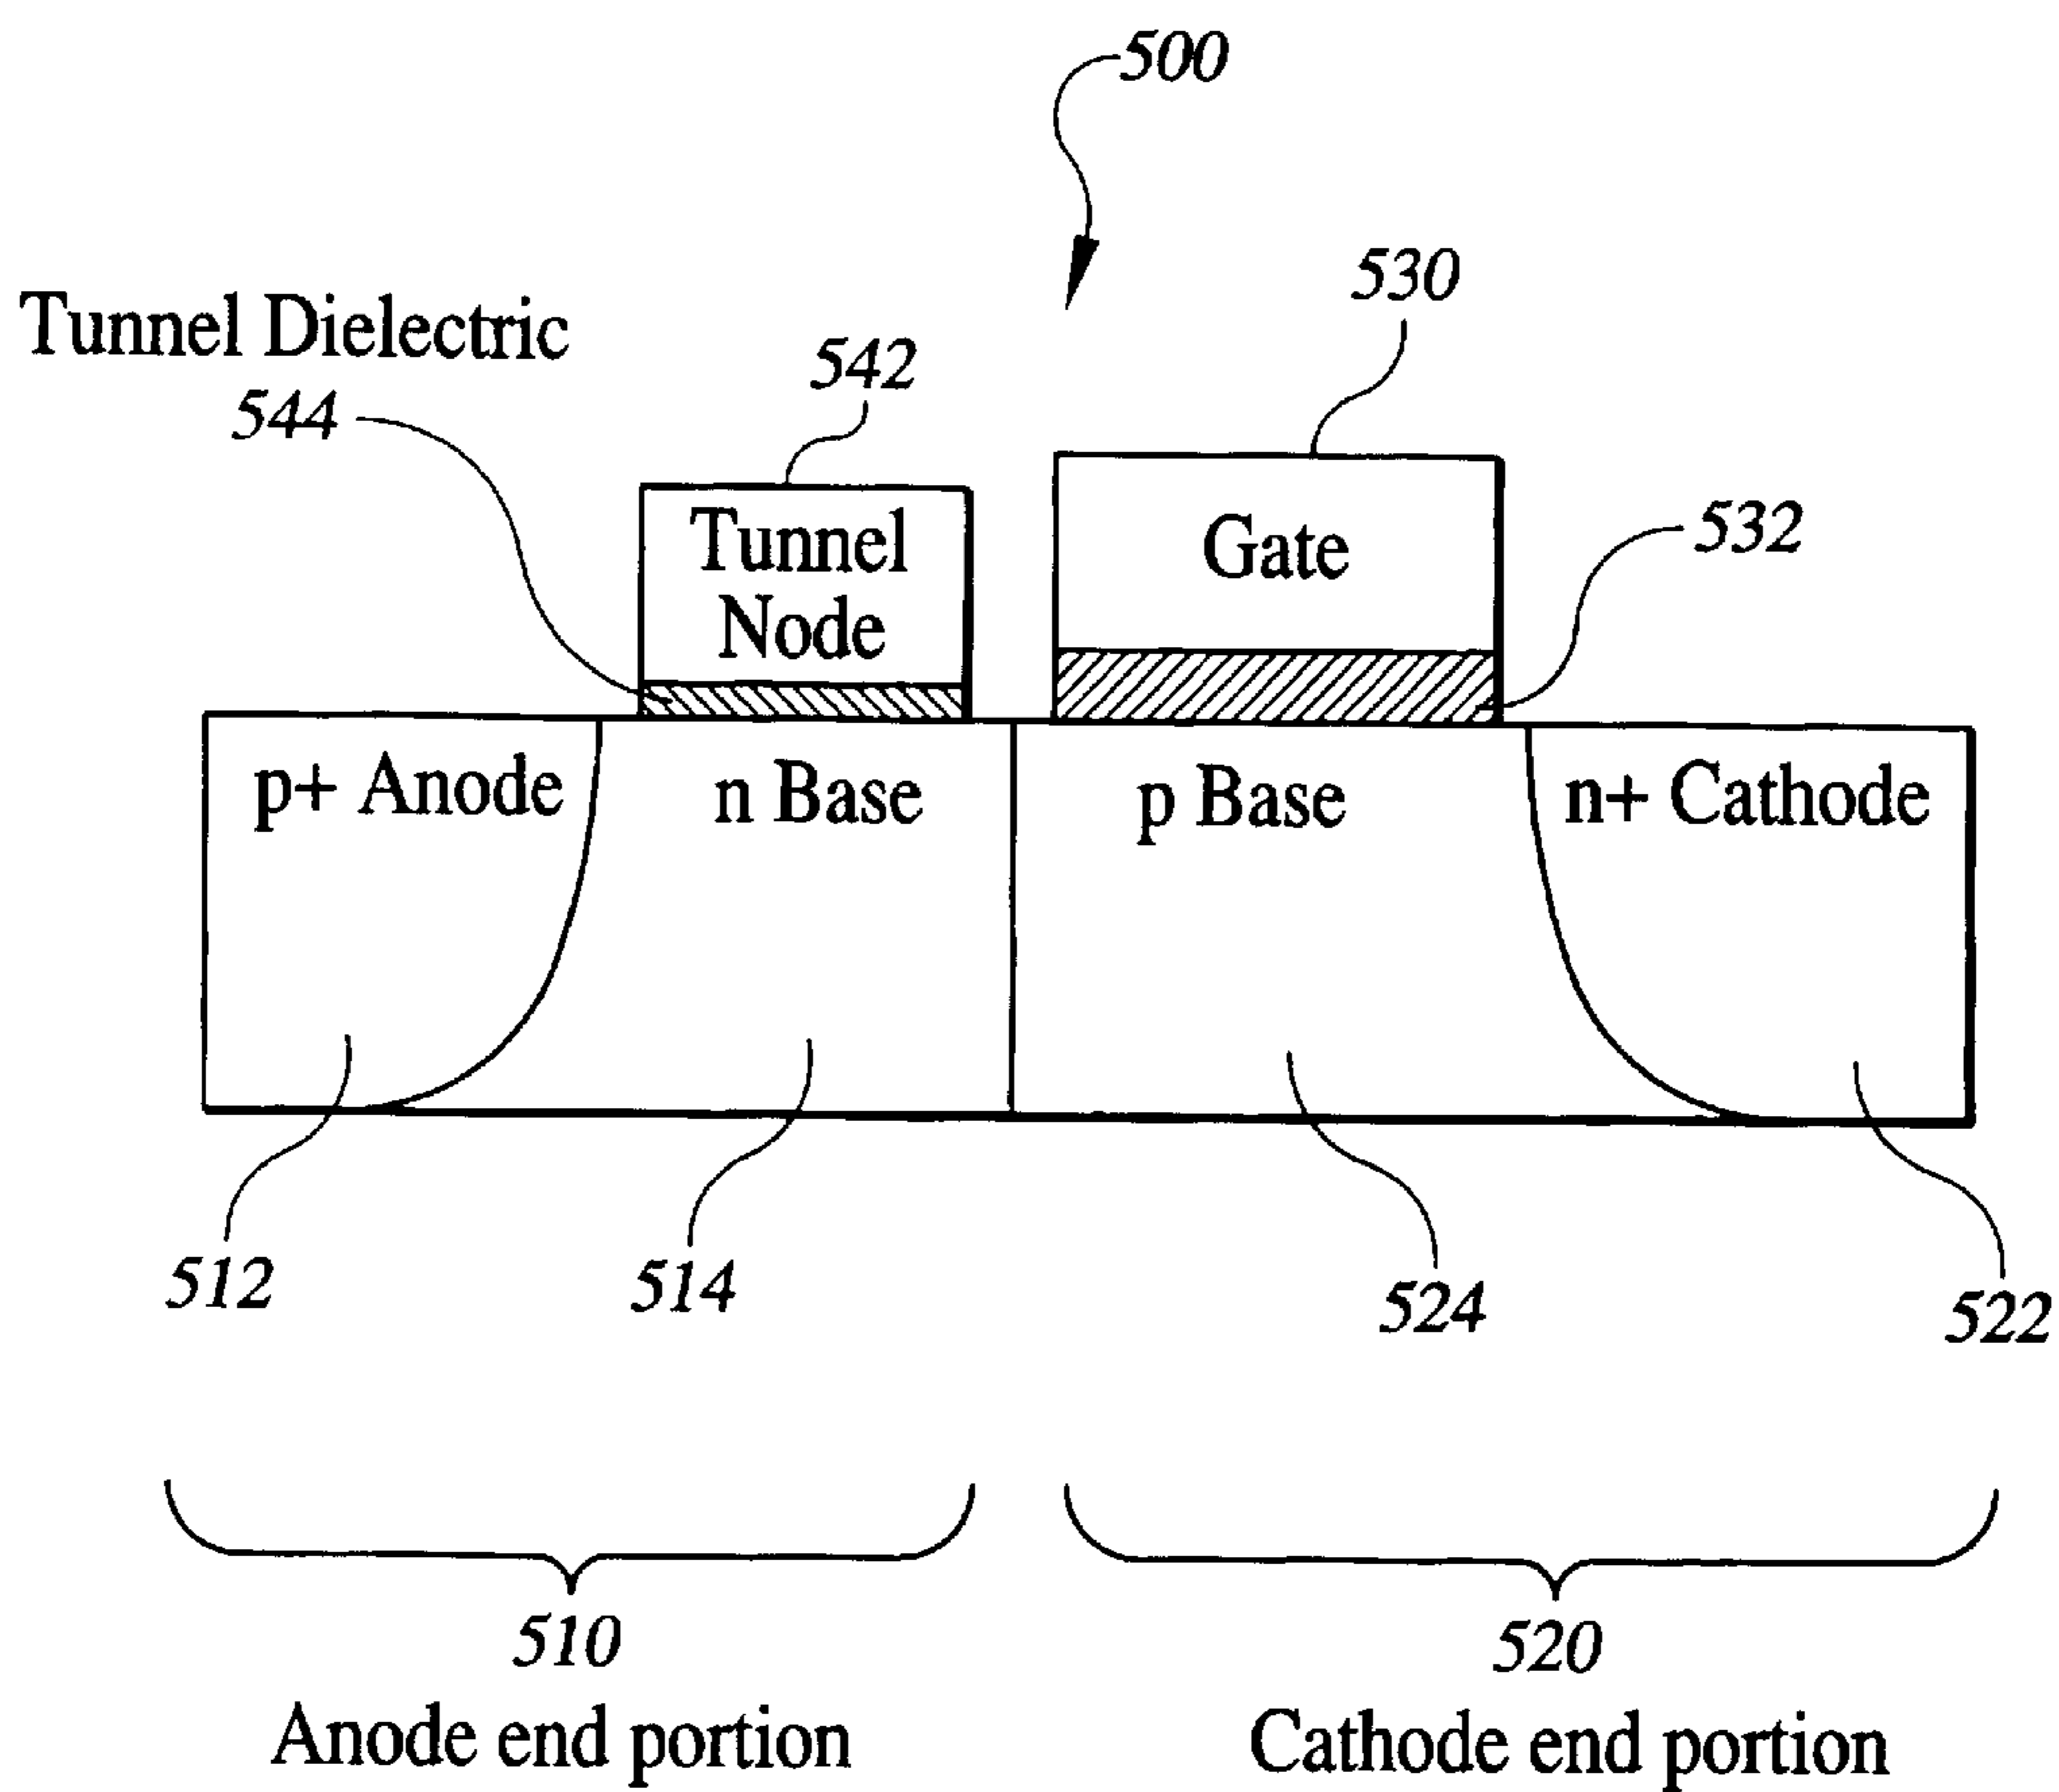 500
530
Tunnel Dielectric
542
544
532
Tunnel
Node
Gate
p+ Anode
n Base
p Base
n+ Cathode
512
514
524
522
510
520
Anode end portion
Cathode end portion